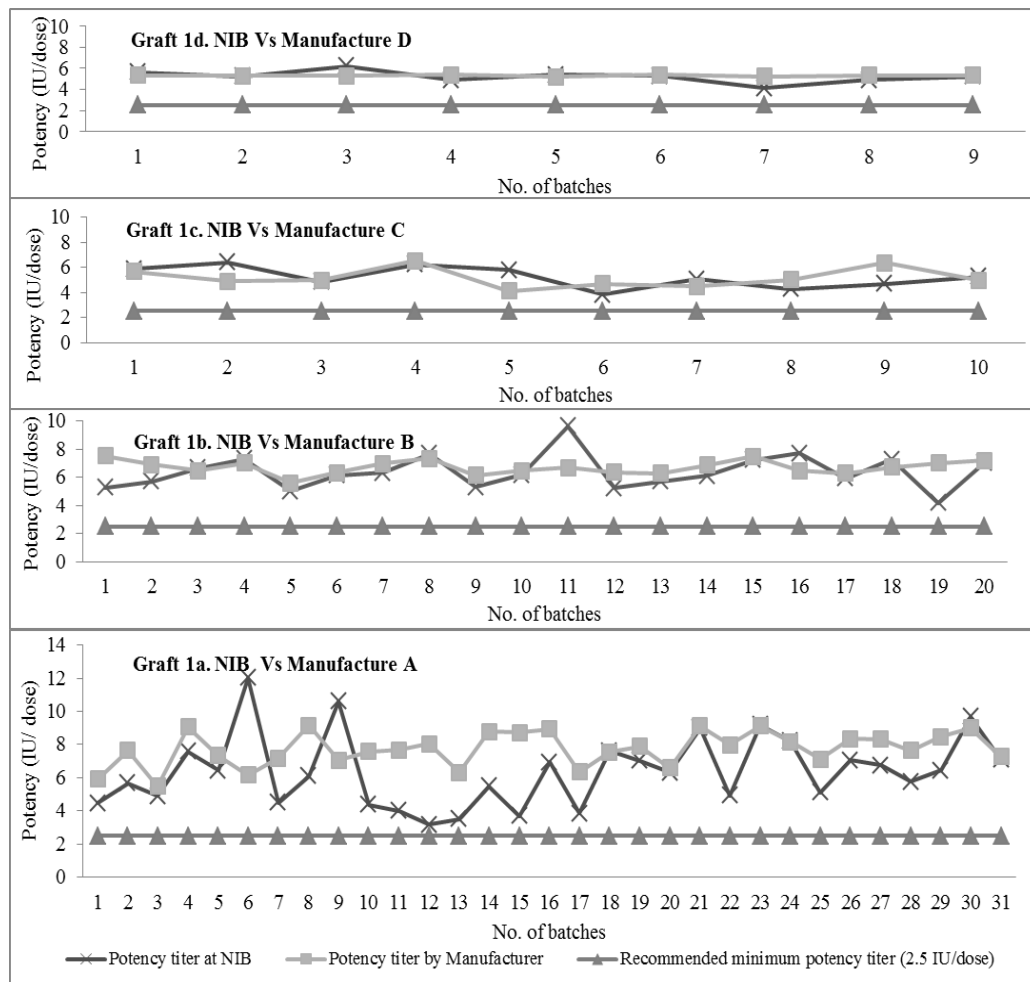 Graft 1d. NIB Vs Manufacture D
Potency (IU/dose)
10
8
6
4
2
0
1 2 3 4 5 6 7 8 9
No. of batches
Graft 1c. NIB Vs Manufacture C
Potency (IU/dose)
10
8
6
4
2
0
1 2 3 4 5 6 7 8 9 10
No. of batches
Graft 1b. NIB Vs Manufacture B
Potency (IU/dose)
10
8
6
4
2
0
1 2 3 4 5 6 7 8 9 10 11 12 13 14 15 16 17 18 19 20
No. of batches
Graft 1a. NIB Vs Manufacture A
Potency (IU/ dose)
14
12
10
8
6
4
2
0
1 2 3 4 5 6 7 8 9 10 11 12 13 14 15 16 17 18 19 20 21 22 23 24 25 26 27 28 29 30 31
No. of batches
Potency titer at NIB Potency titer by Manufacturer Recommended minimum potency titer (2.5 IU/dose)